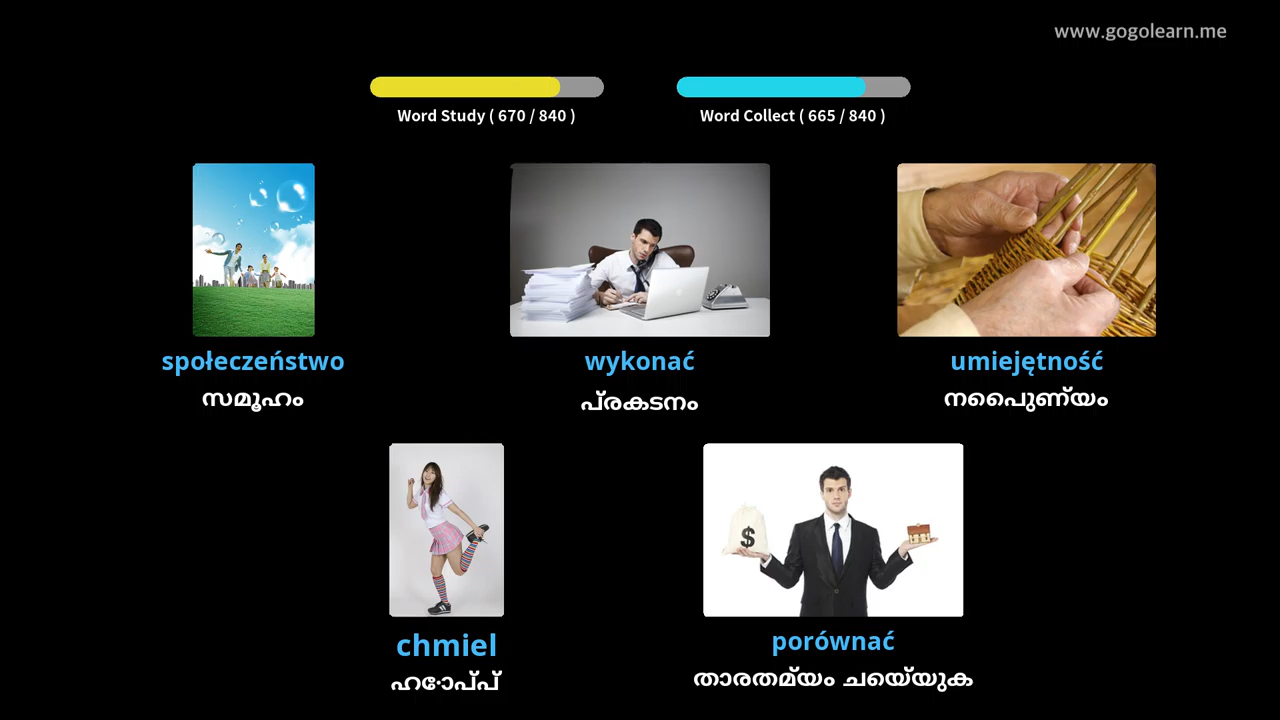 www.gogolearn.me
Word Study ( 670 / 840 )
Word Collect ( 665 / 840 )
społeczeństwo
wykonać
umiejętność
സമൂഹം
പ്രകടനം
നൈപുണ്യം
chmiel
porównać
ഹോപ്പ്
താരതമ്യം ചെയ്യുക